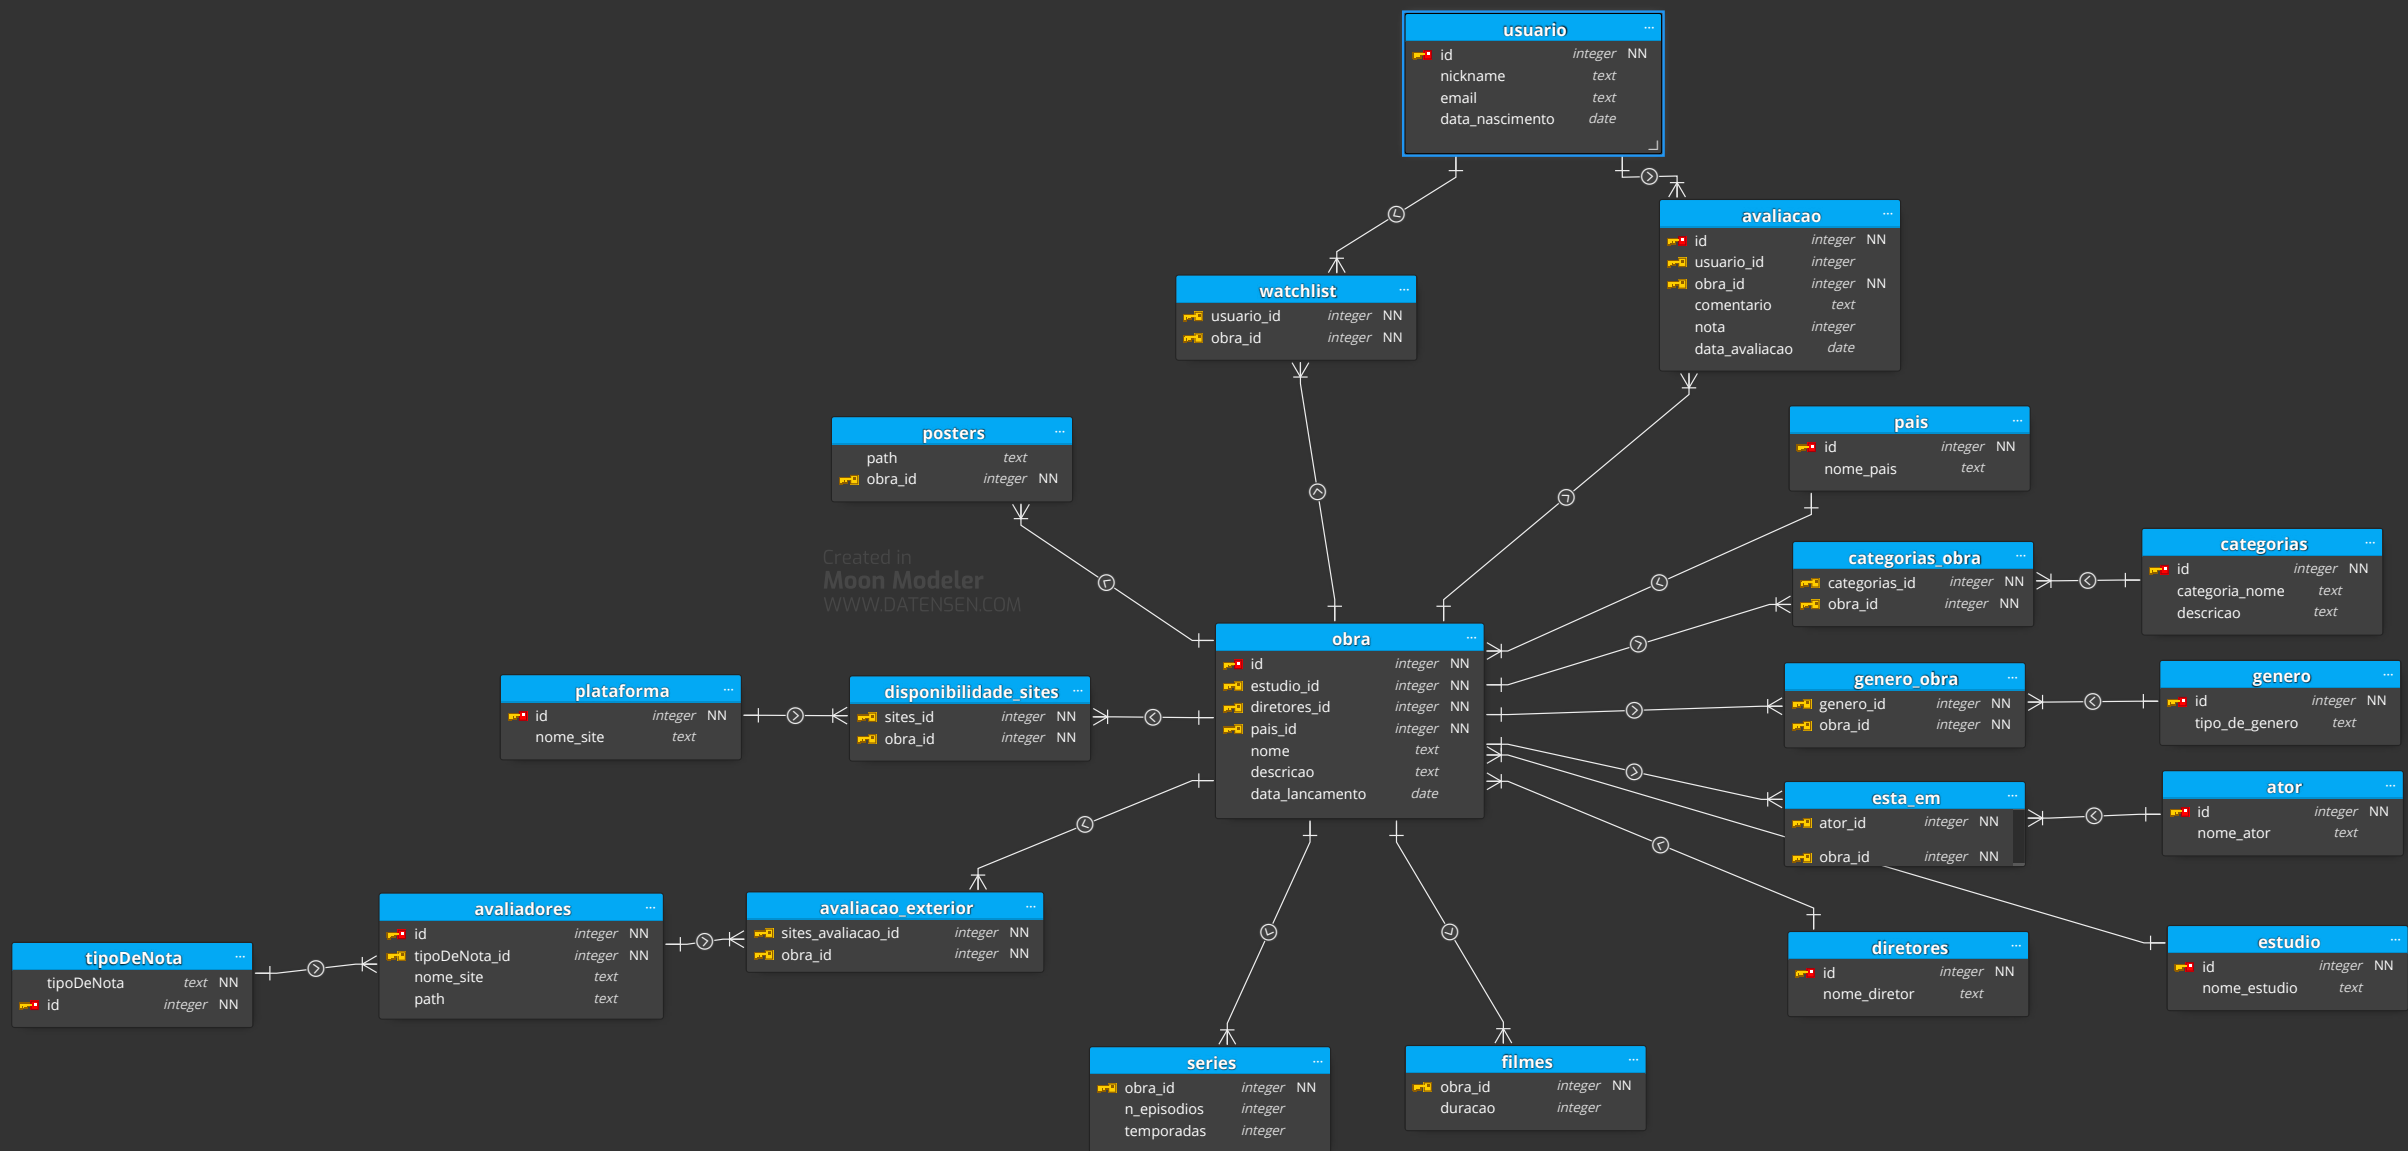 usuario ...
id integer NN
nickname text
email text
data_nascimento date
avaliacao ...
id integer NN
usuario_id integer
obra_id integer NN
comentario text
nota integer
data_avaliacao date
watchlist ...
usuario_id integer NN
obra_id integer NN
posters ...
path text
obra_id integer NN
pais ...
id integer NN
nome_pais text
Created in
Moon Modeler
WWW.DATENSEN.COM
categorias_obra ...
categorias_id integer NN
obra_id integer NN
categorias ...
id integer NN
categoria_nome text
descricao text
obra ...
id integer NN
estudio_id integer NN
diretores_id integer NN
pais_id integer NN
nome text
descricao text
data_lancamento date
plataforma ...
id integer NN
nome_site text
disponibilidade_sites ...
sites_id integer NN
obra_id integer NN
genero_obra ...
genero_id integer NN
obra_id integer NN
genero ...
id integer NN
tipo_de_genero text
esta_em ...
ator_id integer NN
obra_id integer NN
ator ...
id integer NN
nome_ator text
tipoDeNota ...
tipoDeNota text NN
id integer NN
avaliadores ...
id integer NN
tipoDeNota_id integer NN
nome_site text
path text
avaliacao_exterior ...
sites_avaliacao_id integer NN
obra_id integer NN
diretores ...
id integer NN
nome_diretor text
estudio ...
id integer NN
nome_estudio text
series ...
obra_id integer NN
n_episodios integer
temporadas integer
filmes ...
obra_id integer NN
duracao integer